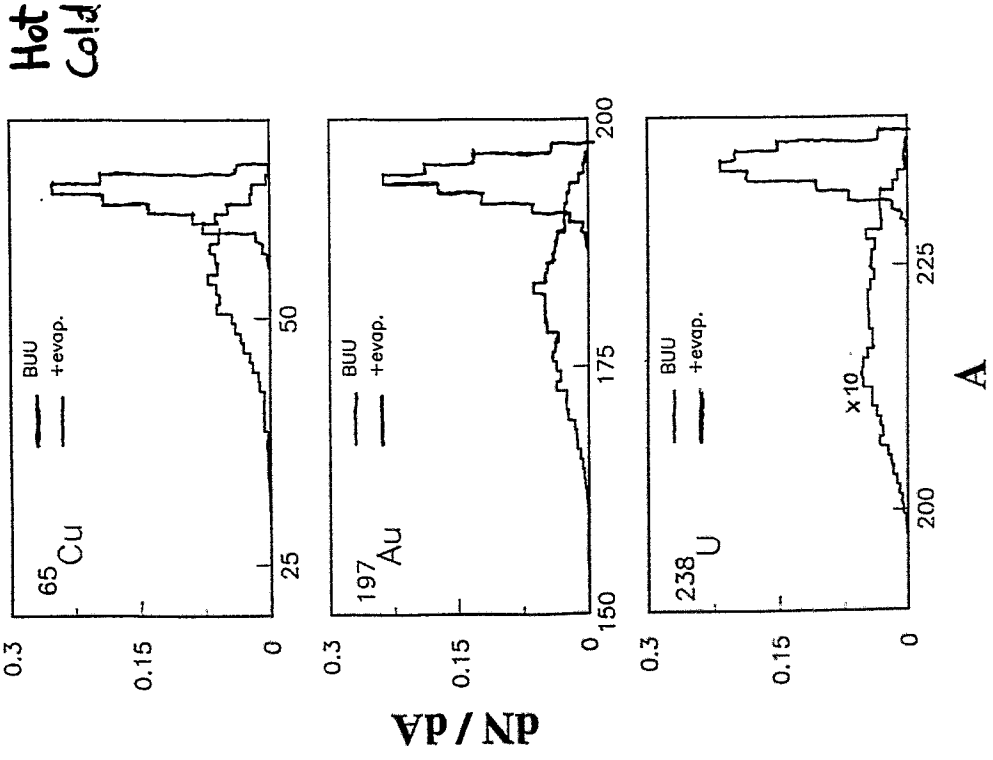 Hot
Cold
0.3
0.15
0
65Cu
BUU
+evap.
25
50
0.3
0.15
0
197Au
BUU
+evap.
150
175
200
0.3
0.15
0
238U
BUU
+evap.
x 10
200
225
dN / dA
A